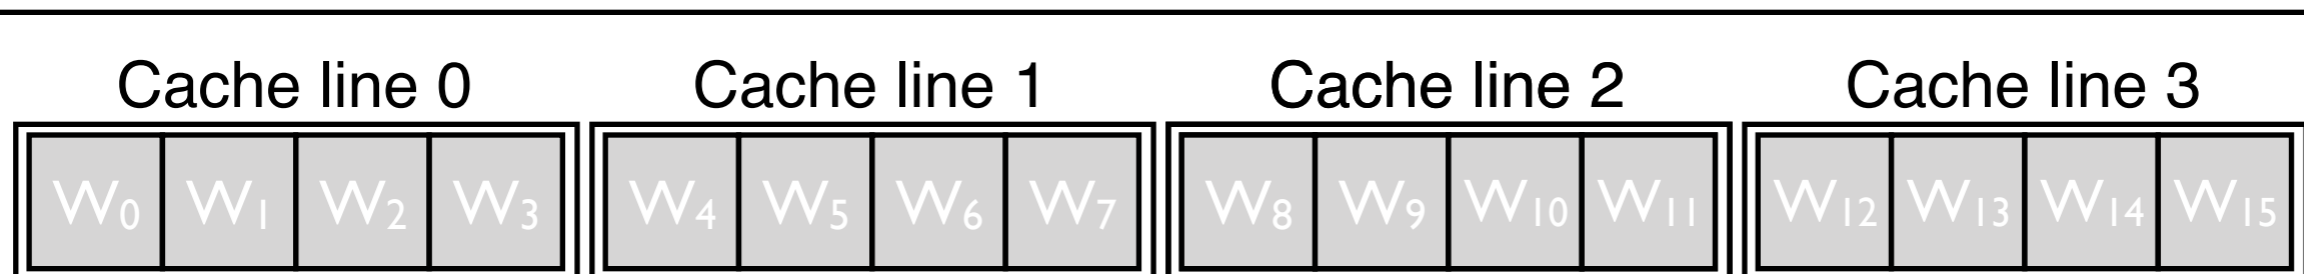 Cache line 0 Cache line 1 Cache line 2 Cache line 3
W0 W1 W2 W3 W4 W5 W6 W7 W8 W9 W10 W11 W12 W13 W14 W15